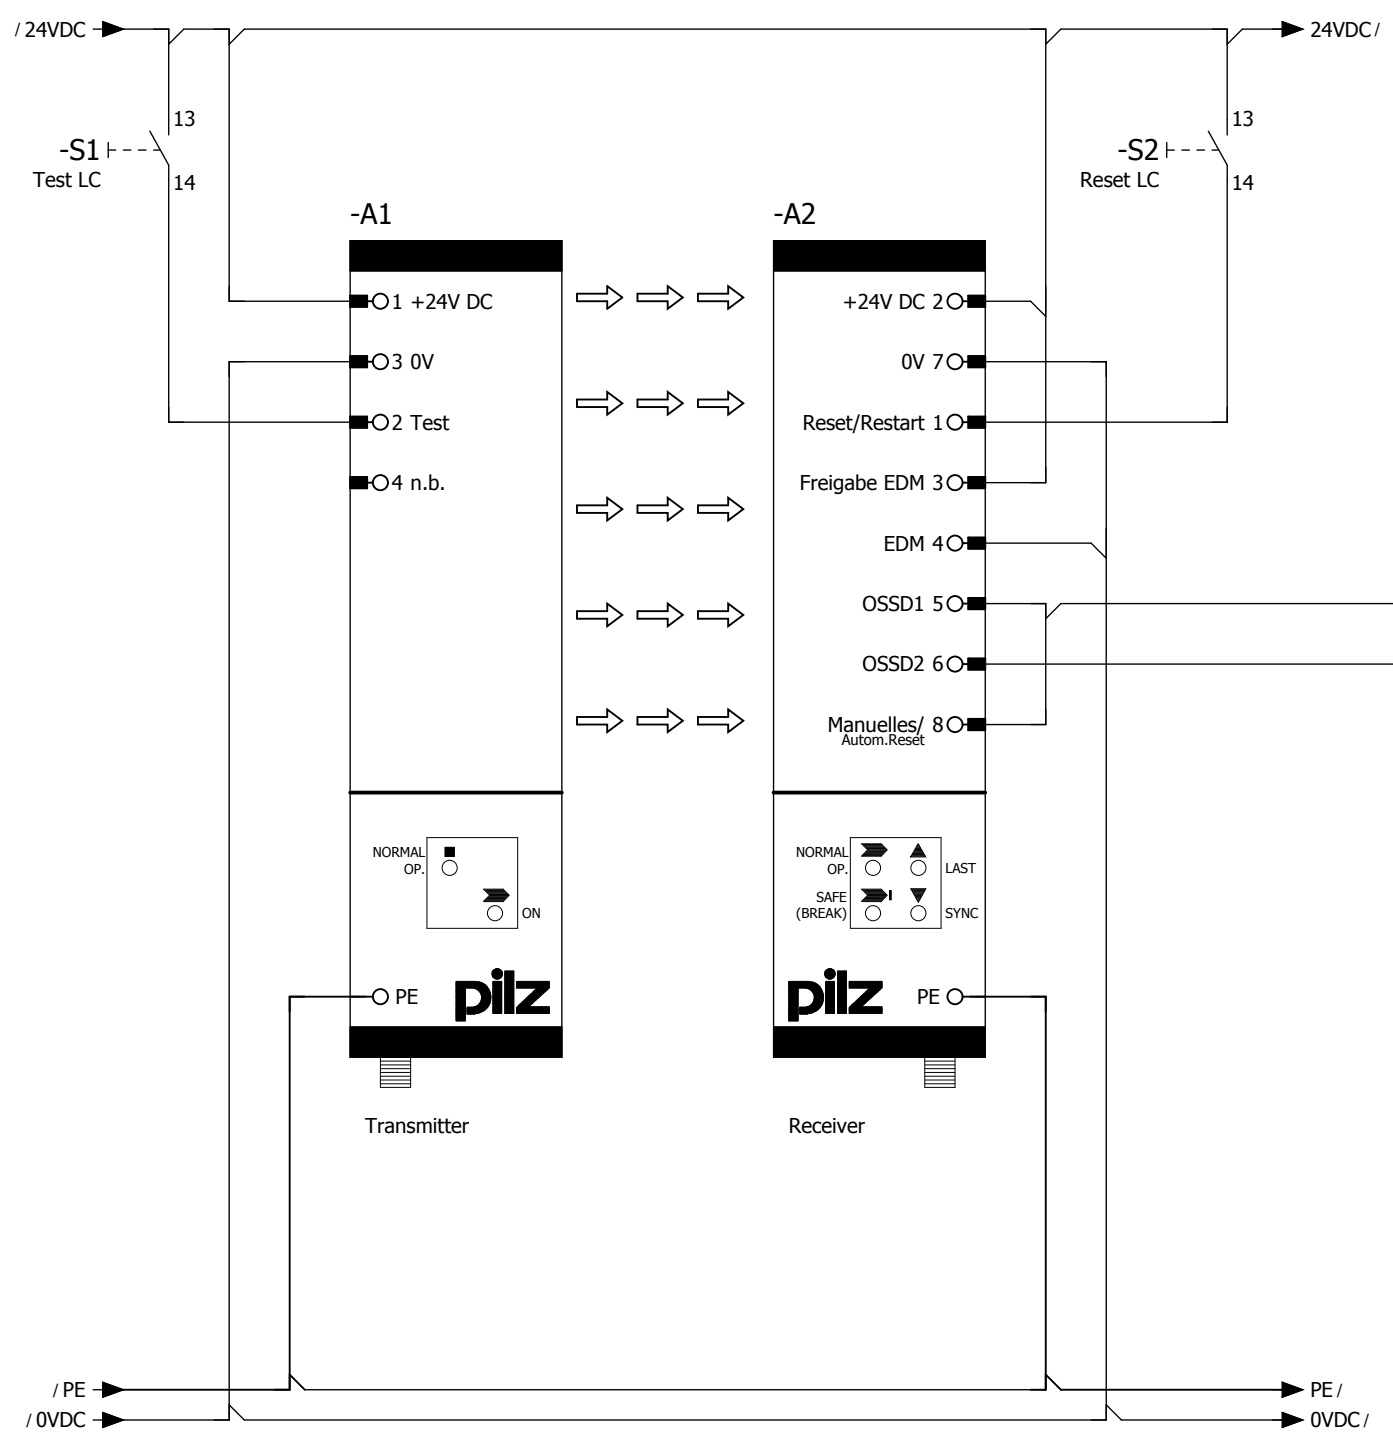 / 24VDC
24VDC /
13
-S1
Test LC
14
13
-S2
Reset LC
14
-A1
-A2
1 +24V DC
3 0V
2 Test
4 n.b.
+24V DC 2
0V 7
Reset/Restart 1
Freigabe EDM 3
EDM 4
OSSD1 5
OSSD2 6
Manuelles/ 8
Autom.Reset
NORMAL
OP.
ON
NORMAL
OP.
LAST
SAFE
(BREAK)
SYNC
PE
pilz
pilz
PE
Transmitter
Receiver
/ PE
PE /
/ 0VDC
0VDC /